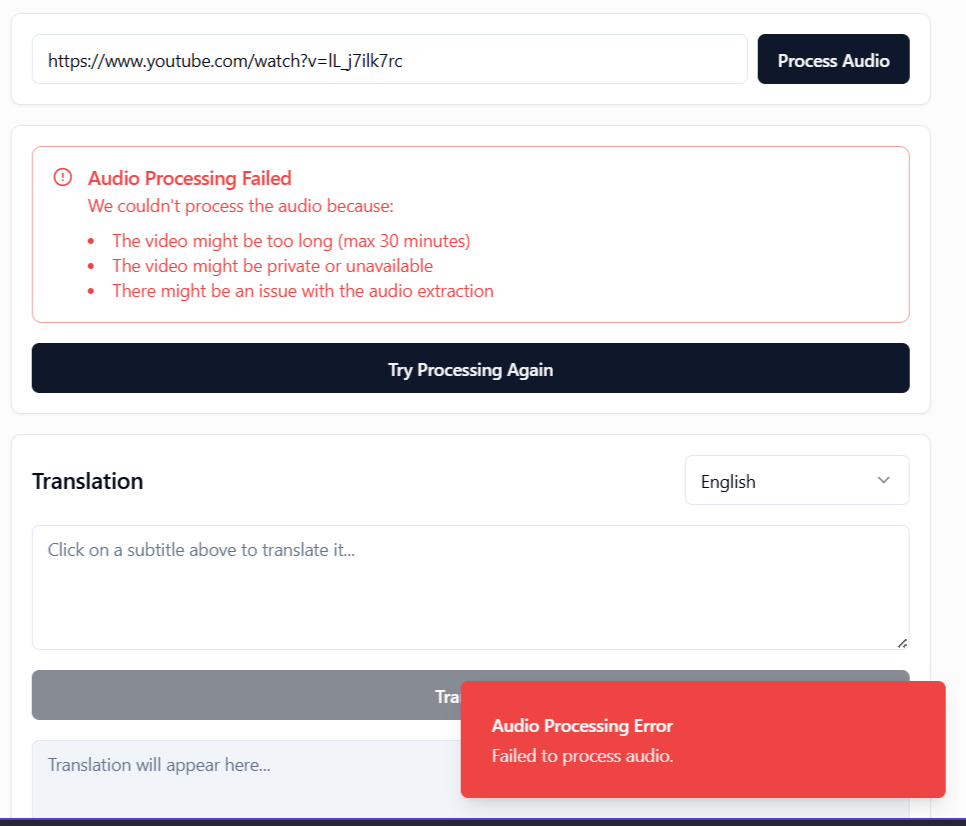 https://www.youtube.com/watch?v=lL_j7ilk7rc
Process Audio
Audio Processing Failed
We couldn't process the audio because:
The video might be too long (max 30 minutes)
The video might be private or unavailable
There might be an issue with the audio extraction
Try Processing Again
Translation
English
Click on a subtitle above to translate it...
Tra
Audio Processing Error
Failed to process audio.
Translation will appear here...